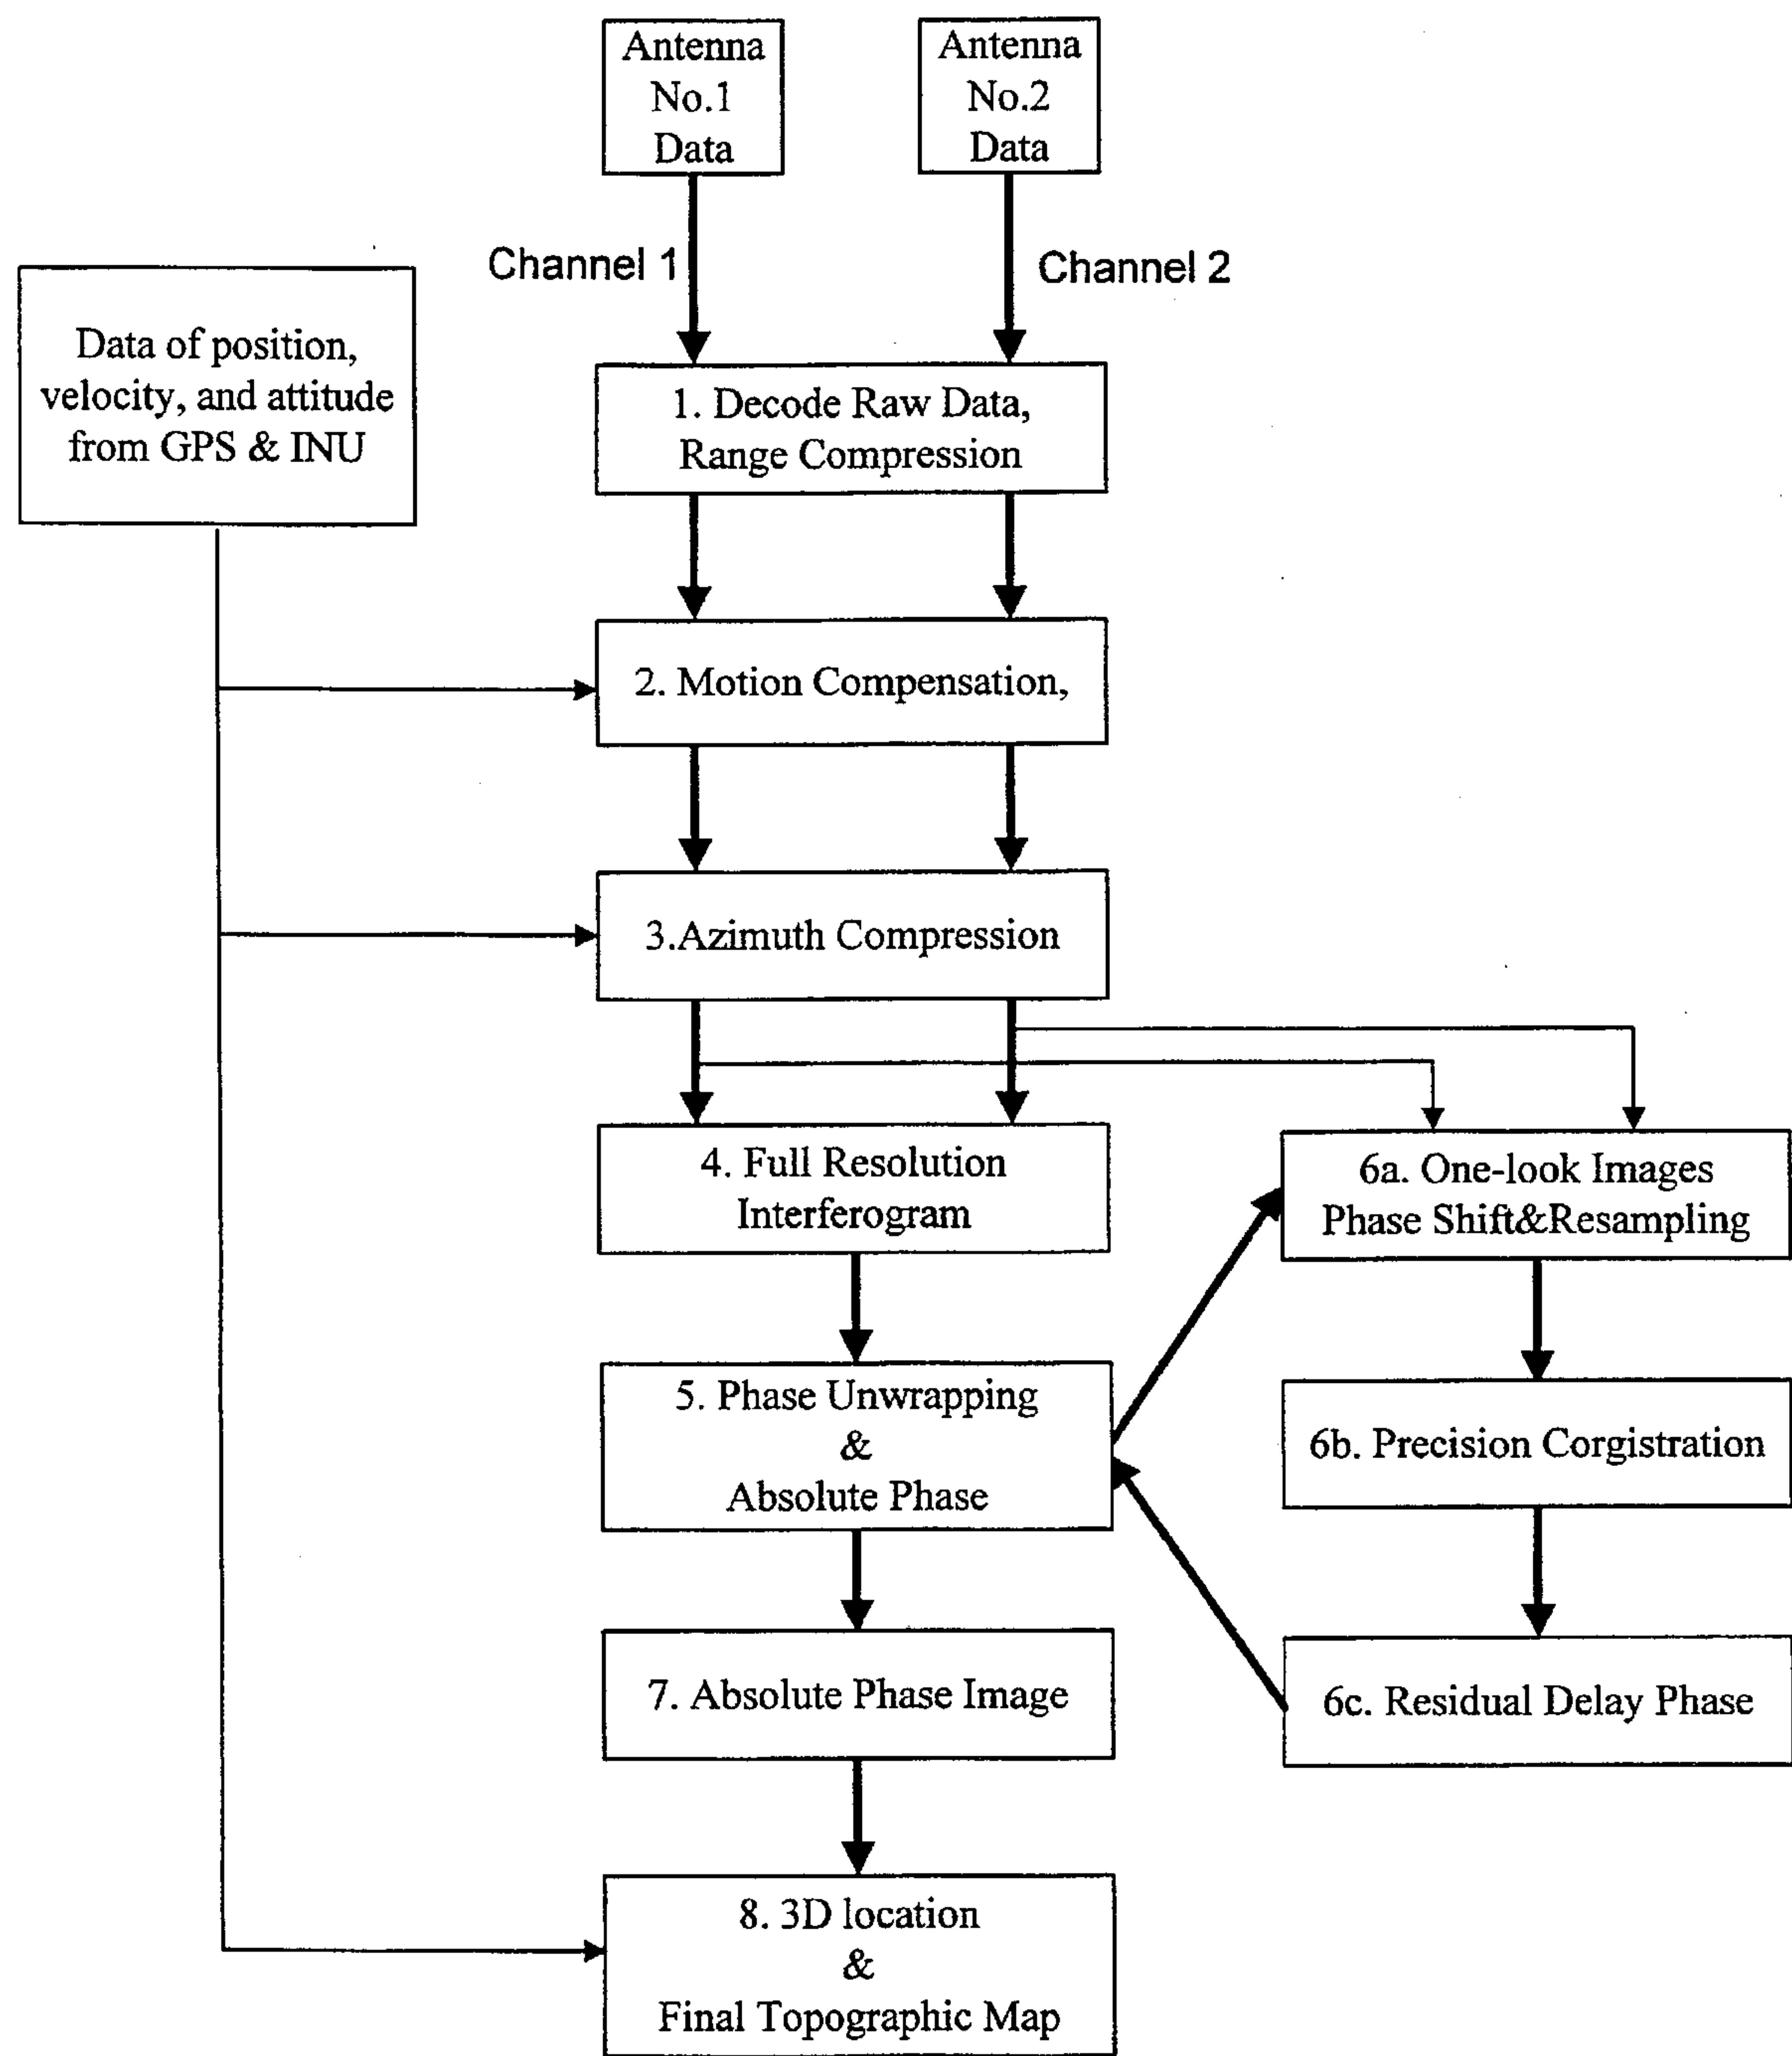 Antenna
No.1
Data
Antenna
No.2
Data
Channel 1
Channel 2
Data of position,
velocity, and attitude
from GPS & INU
1. Decode Raw Data,
Range Compression
2. Motion Compensation,
3.Azimuth Compression
4. Full Resolution
Interferogram
6a. One-look Images
Phase Shift&Resampling
5. Phase Unwrapping
&
Absolute Phase
6b. Precision Corgistration
7. Absolute Phase Image
6c. Residual Delay Phase
8. 3D location
&
Final Topographic Map